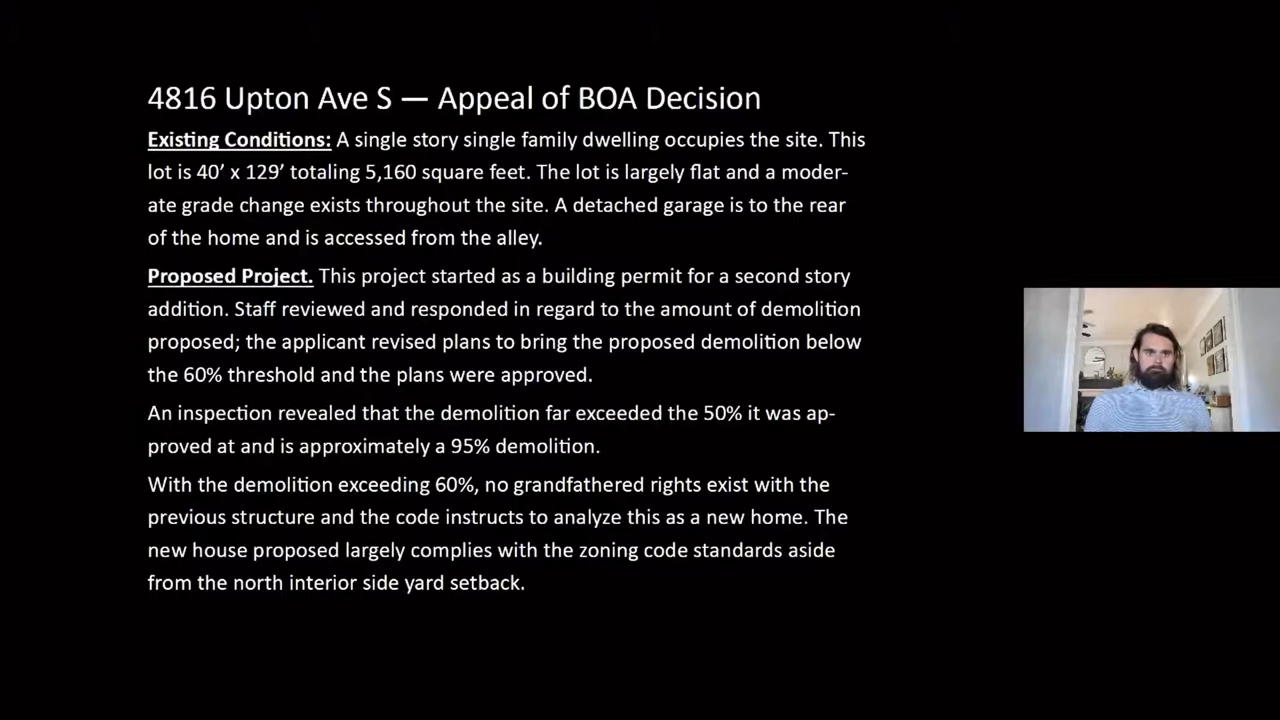 4816 Upton Ave S — Appeal of BOA Decision
Existing Conditions: A single story single family dwelling occupies the site. This
lot is 40’ x 129’ totaling 5,160 square feet. The lot is largely flat and a moder-
ate grade change exists throughout the site. A detached garage is to the rear
of the home and is accessed from the alley.
Proposed Project. This project started as a building permit for a second story
addition. Staff reviewed and responded in regard to the amount of demolition
proposed; the applicant revised plans to bring the proposed demolition below
the 60% threshold and the plans were approved.
An inspection revealed that the demolition far exceeded the 50% it was ap-
proved at and is approximately a 95% demolition.
With the demolition exceeding 60%, no grandfathered rights exist with the
previous structure and the code instructs to analyze this as a new home. The
new house proposed largely complies with the zoning code standards aside
from the north interior side yard setback.